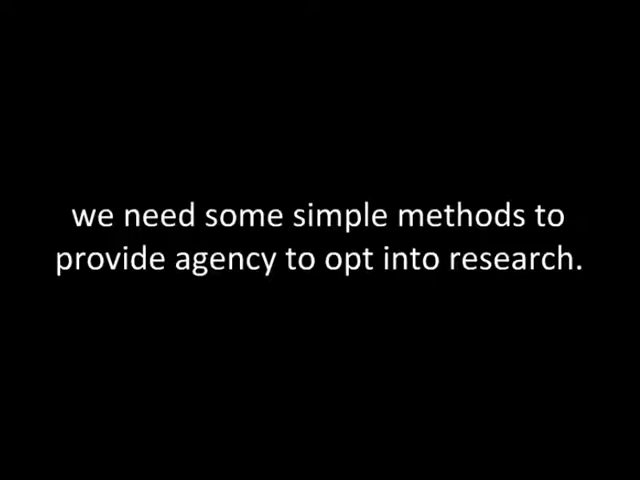 we need some simple methods to
provide agency to opt into research.